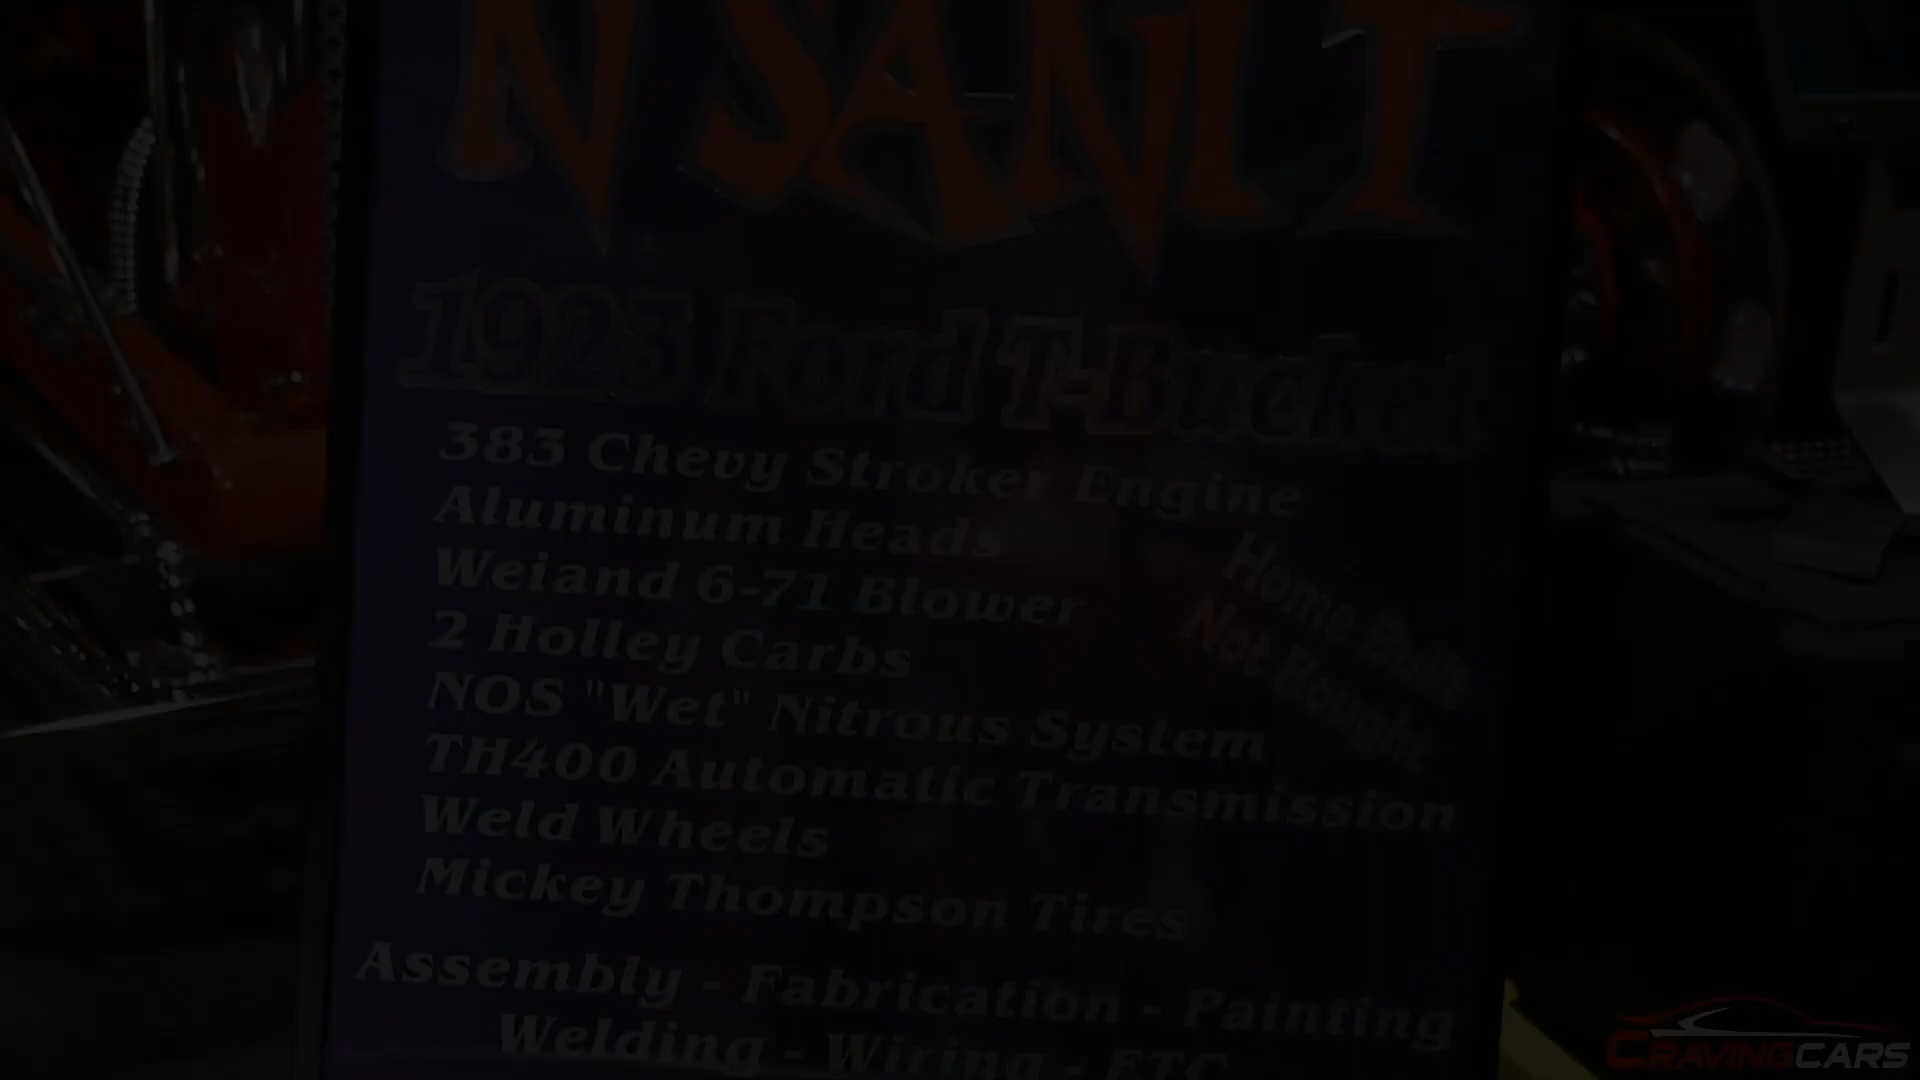 N SANI T
1923 Ford T-Bucket
383 Chevy Stroker Engine
Aluminum Heads
Weiand 6-71 Blower
2 Holley Carbs
NOS "Wet" Nitrous System
TH400 Automatic Transmission
Weld Wheels
Mickey Thompson Tires
Home Built-
Not Bought
Assembly - Fabrication - Painting
Welding - Wiring - ETC
CRAVINGCARS